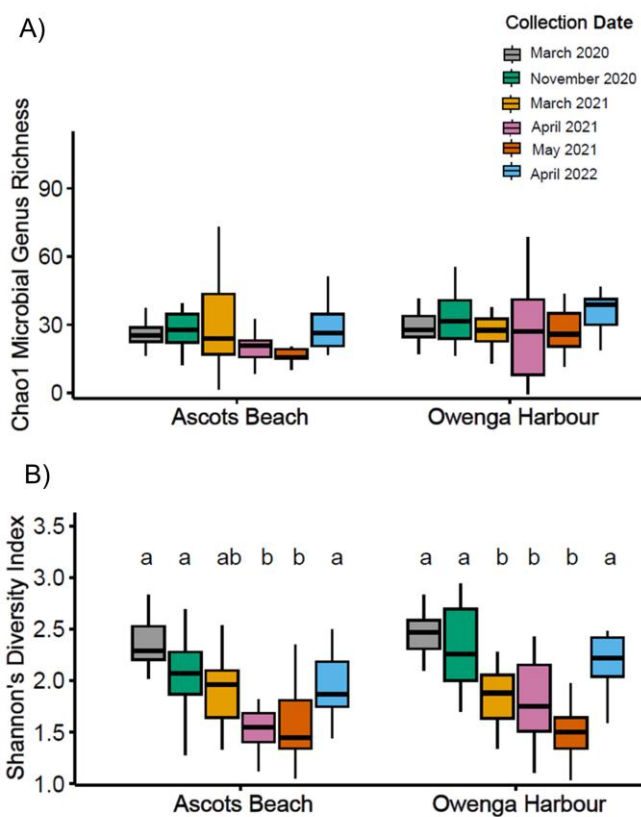 A)
Collection Date
March 2020
November 2020
March 2021
April 2021
May 2021
April 2022
Chao1 Microbial Genus Richness
90
60
30
0
Ascots Beach Owenga Harbour
B)
Shannon's Diversity Index
3.5
a a ab b b a a a b b b a
3.0
2.5
2.0
1.5
1.0
Ascots Beach Owenga Harbour